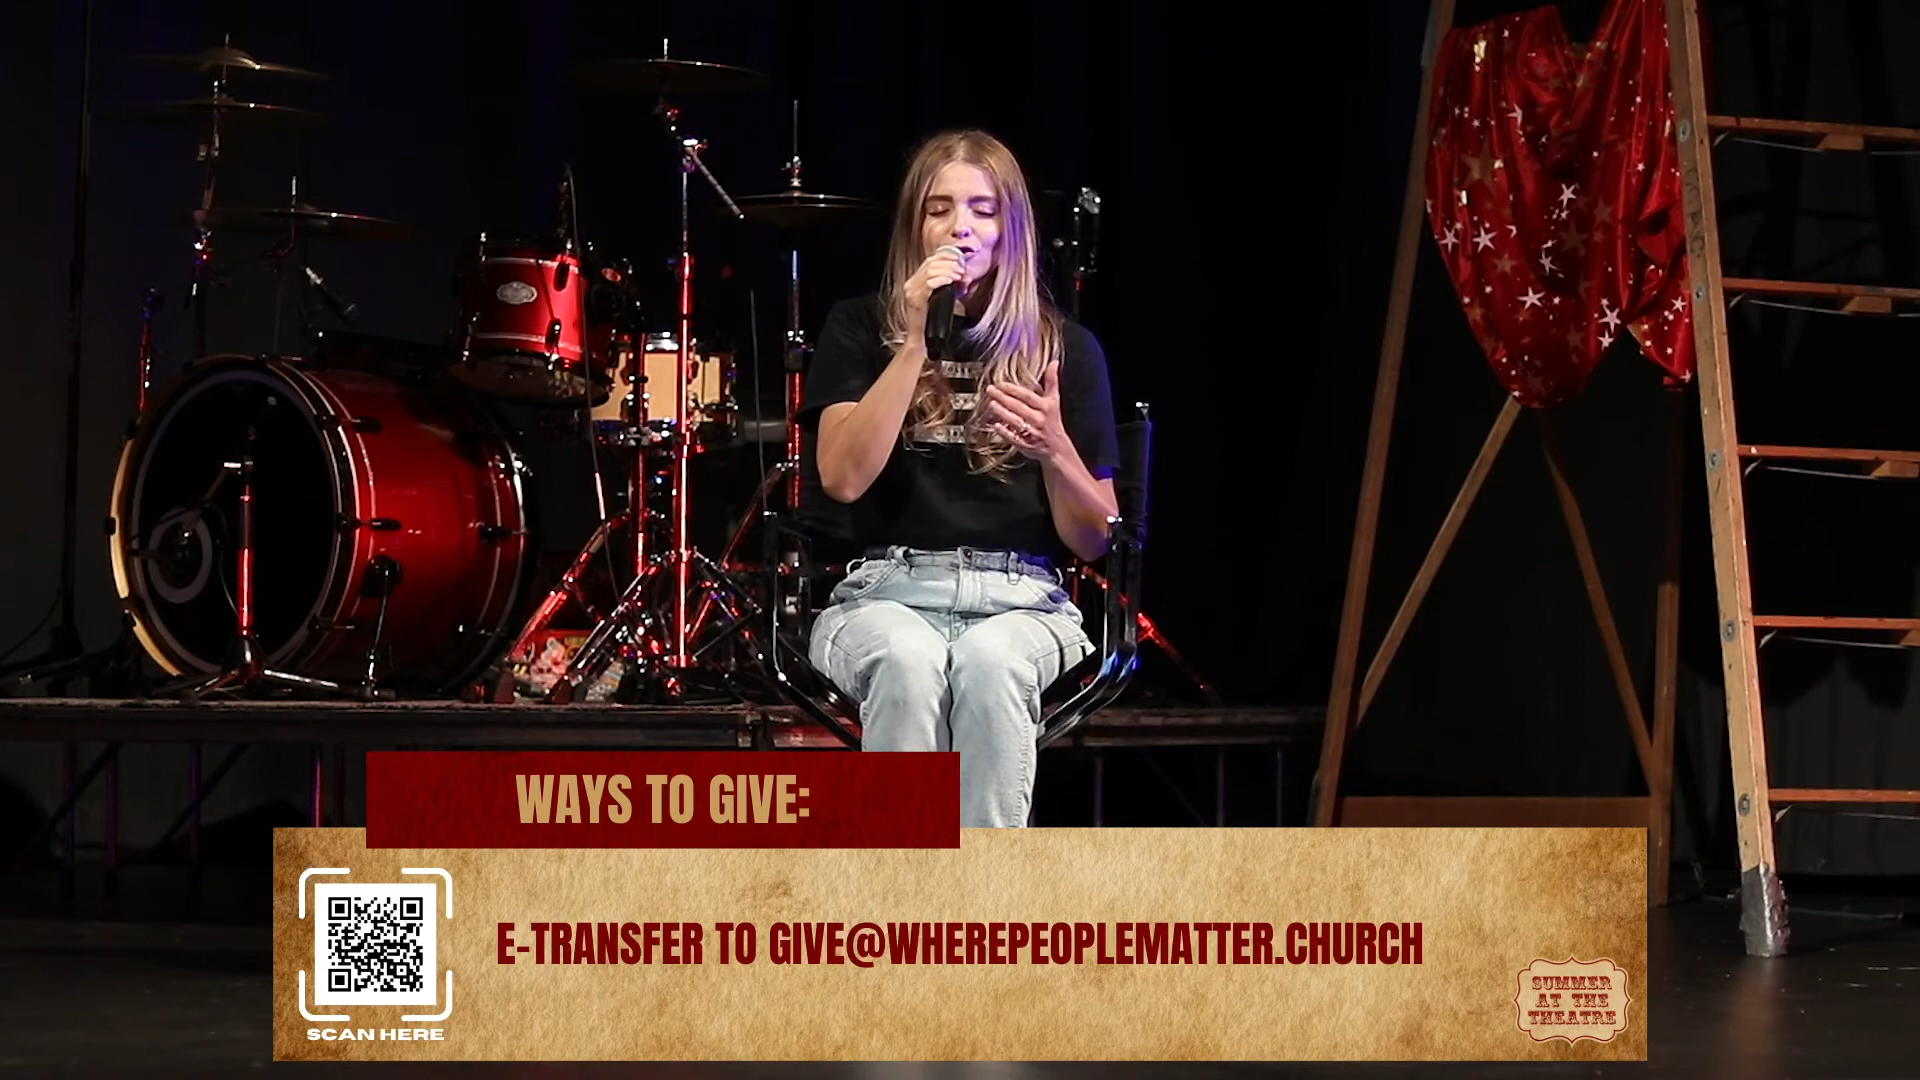 WAYS TO GIVE:
E-TRANSFER TO GIVE@WHEREPEOPLEMATTER.CHURCH
SCAN HERE
SUMMER
AT THE
THEATRE